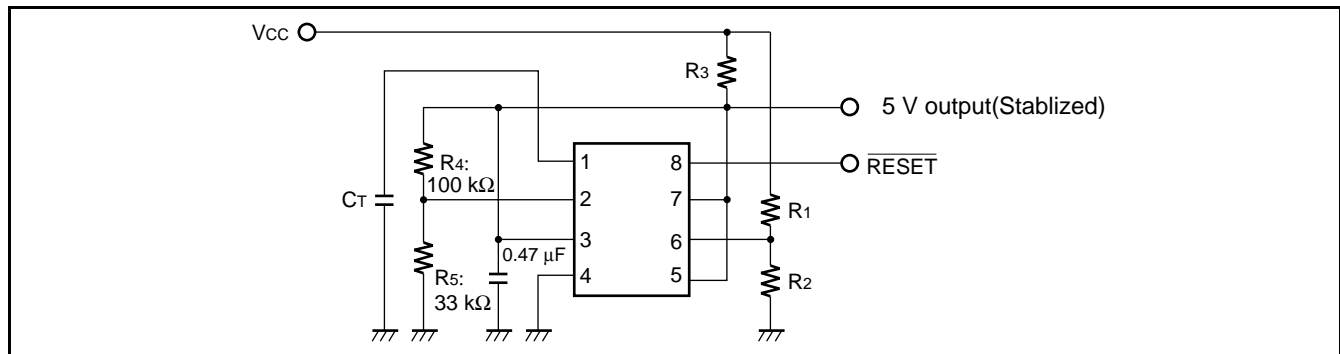 VCC
R3
5 V output(Stablized)
R4:
100 kΩ
1
8
RESET
CT
2
7
R1
3
6
0.47 µF
R5:
33 kΩ
4
5
R2